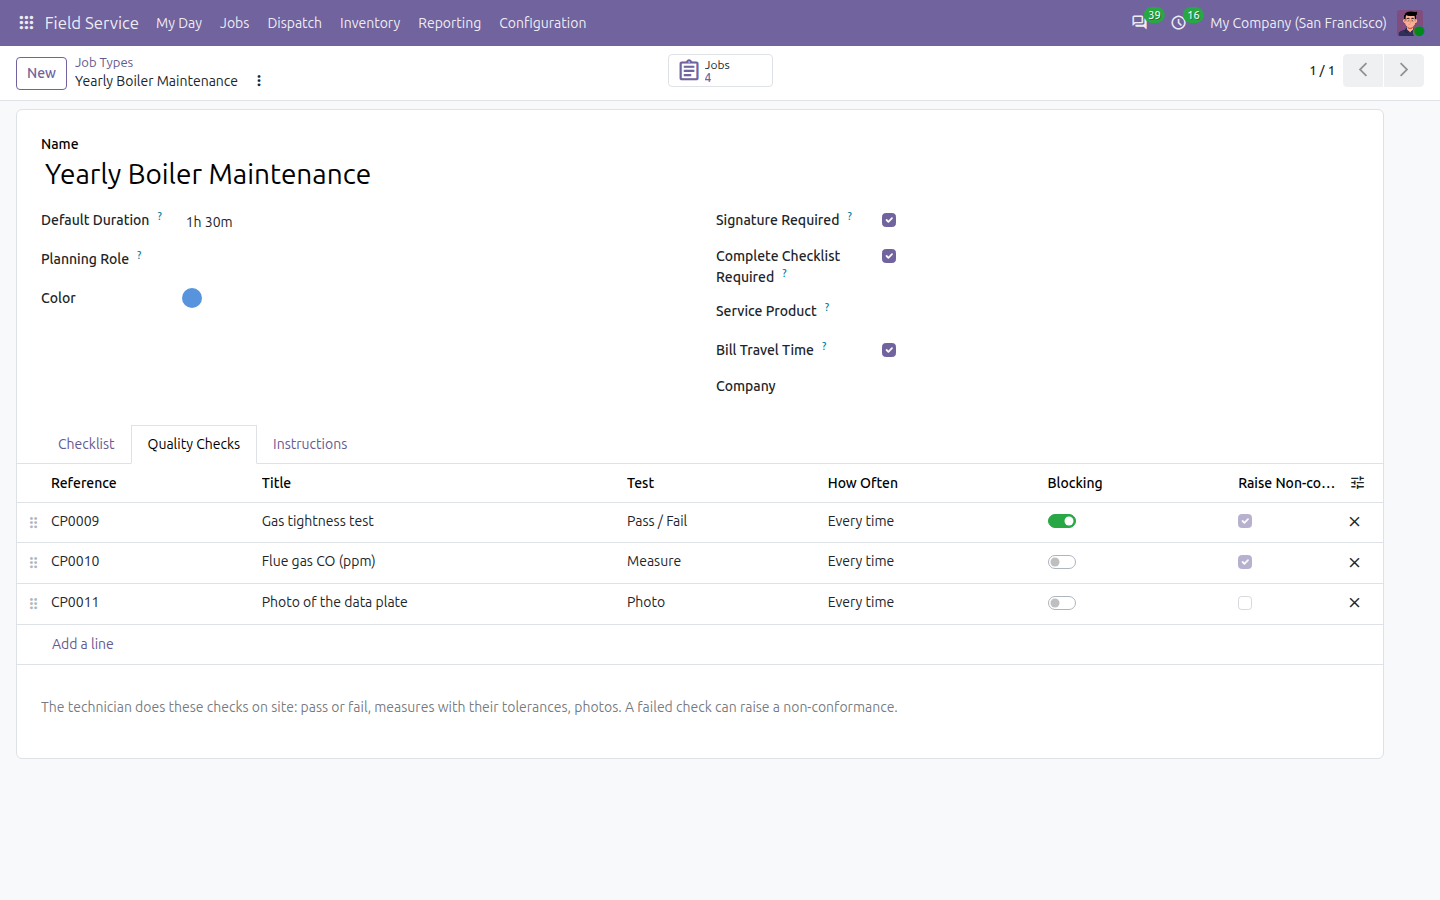 Field Service My Day Jobs Dispatch Inventory Reporting Configuration 39 16 My Company (San Francisco)
New
Job Types
Yearly Boiler Maintenance
Jobs
4
1 / 1
Name
Yearly Boiler Maintenance
Default Duration ? 1h 30m
Planning Role ?
Color
Signature Required ?
Complete Checklist
Required ?
Service Product ?
Bill Travel Time ?
Company
Checklist Quality Checks Instructions
Reference Title Test How Often Blocking Raise Non-co...
CP0009 Gas tightness test Pass / Fail Every time
CP0010 Flue gas CO (ppm) Measure Every time
CP0011 Photo of the data plate Photo Every time
Add a line
The technician does these checks on site: pass or fail, measures with their tolerances, photos. A failed check can raise a non-conformance.